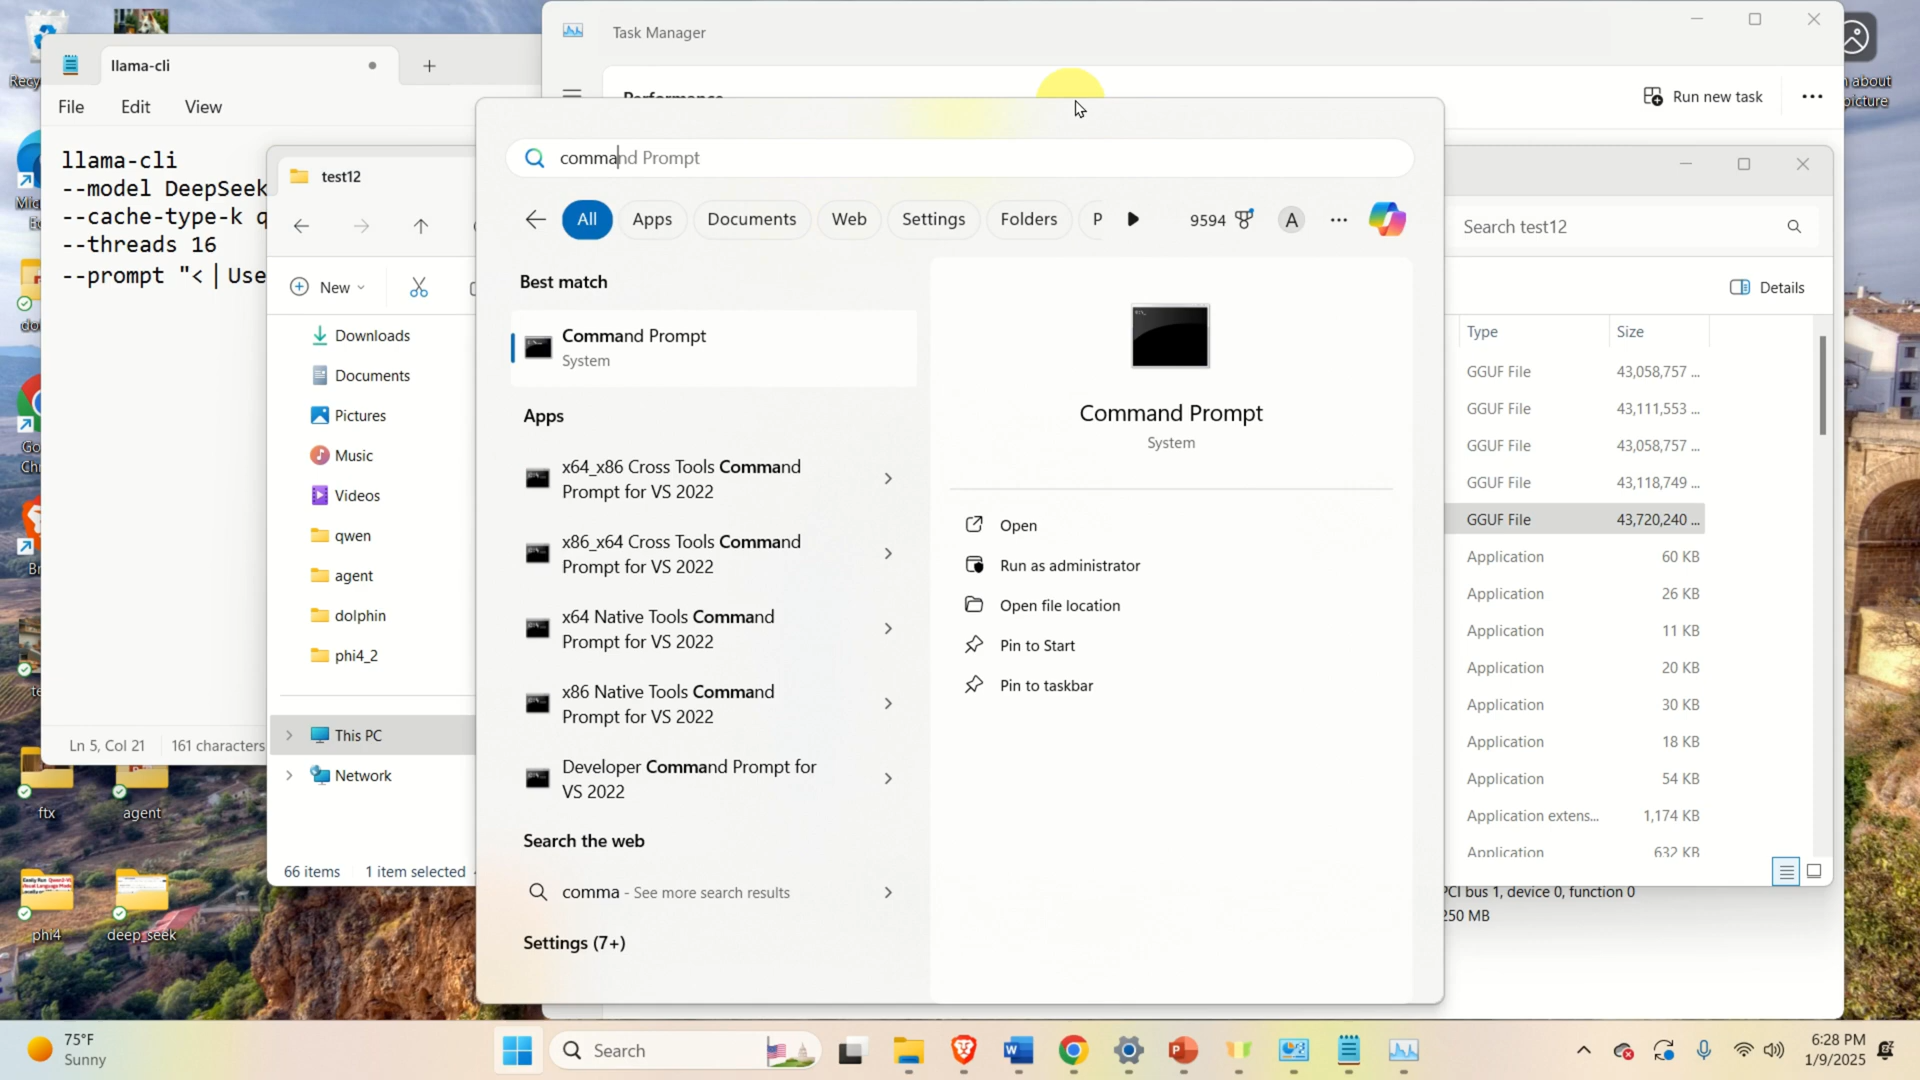 Task Manager
llama-cli
File
Edit
View
Performance
Run new task
llama-cli
--model DeepSeek
--cache-type-k q
--threads 16
--prompt "<|Use
Ln 5, Col 21
161 characters
test12
New
Downloads
Documents
Pictures
Music
Videos
qwen
agent
dolphin
phi4_2
This PC
Network
66 items
1 item selected
command Prompt
All
Apps
Documents
Web
Settings
Folders
P
9594
A
Best match
Command Prompt
System
Apps
x64_x86 Cross Tools Command
Prompt for VS 2022
x86_x64 Cross Tools Command
Prompt for VS 2022
x64 Native Tools Command
Prompt for VS 2022
x86 Native Tools Command
Prompt for VS 2022
Developer Command Prompt for
VS 2022
Search the web
comma - See more search results
Settings (7+)
Command Prompt
System
Open
Run as administrator
Open file location
Pin to Start
Pin to taskbar
Search test12
Details
Type
Size
GGUF File
43,058,757 ...
GGUF File
43,111,553 ...
GGUF File
43,058,757 ...
GGUF File
43,118,749 ...
GGUF File
43,720,240 ...
Application
60 KB
Application
26 KB
Application
11 KB
Application
20 KB
Application
30 KB
Application
18 KB
Application
54 KB
Application extens...
1,174 KB
Application
632 KB
PCI bus 1, device 0, function 0
250 MB
about
picture
Recy
Mic
Go
Chr
ftx
agent
phi4
deep_seek
75°F
Sunny
Search
6:28 PM
1/9/2025